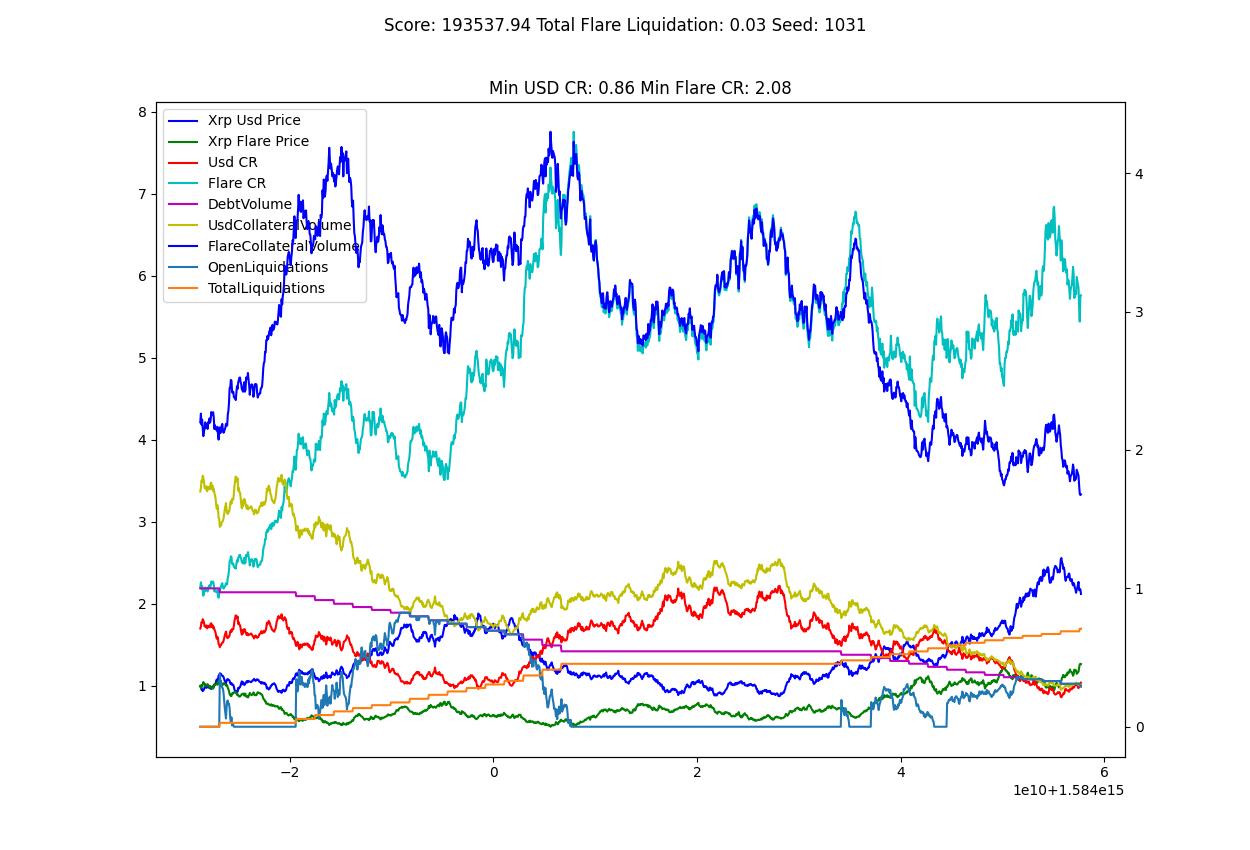 Score: 193537.94 Total Flare Liquidation: 0.03 Seed: 1031
Min USD CR: 0.86 Min Flare CR: 2.08
Xrp Usd Price
Xrp Flare Price
Usd CR
Flare CR
DebtVolume
UsdCollateralVolume
FlareCollateralVolume
OpenLiquidations
TotalLiquidations
8
7
6
5
4
3
2
1
4
3
2
1
0
−2
0
2
4
6
1e10+1.584e15